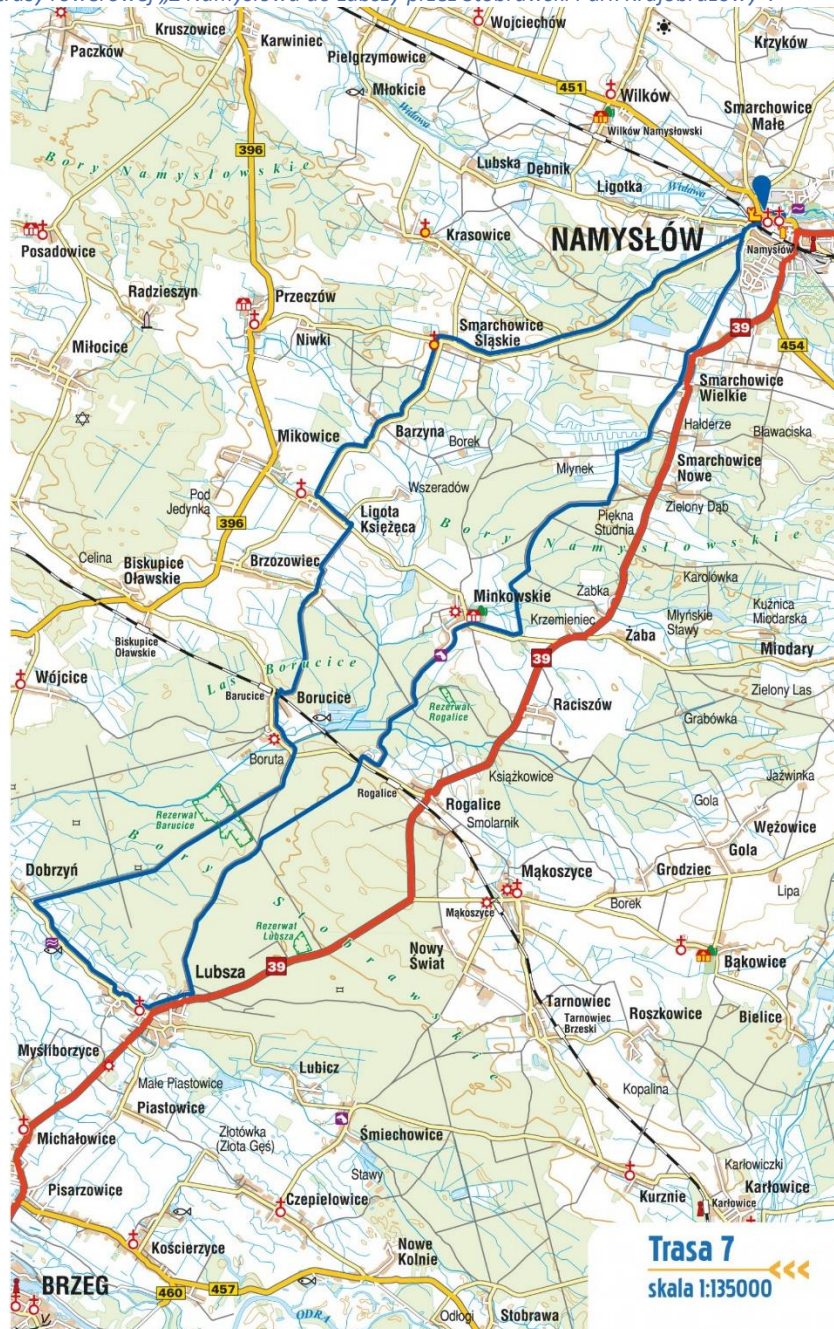 Wojciechów
Kruszowice
Karwiniec
Krzyków
Paczków
Pielgrzymowice
451
Wilków
Młokicie
Smarchowice
Małe
Widawa
Wilków Namysłowski
396
Lubska
Dębnik
Bory Namysłowskie
Ligotka
Widawa
Krasowice
NAMYSŁÓW
Namysłów
Posadowice
Radzieszyn
Przeczów
Smarchowice
Śląskie
39
Niwki
454
Miłocice
Smarchowice
Wielkie
Mikowice
Barzyna
Borek
Hałderze
Bławaciska
Młynek
Smarchowice
Nowe
Pod
Jedynką
Wszeradów
Ligota
Książęca
Zielony Dąb
396
Piękna
Studnia
Bory Namysłowskie
Celina
Brzozowiec
Biskupice
Oławskie
Karolówka
Minkowskie
Żabka
Kuźnica
Miodarska
Krzemieniec
Młyńskie
Stawy
Biskupice
Oławskie
Żaba
Miodary
39
Wójcice
Las Borucice
Barucice
Borucice
Zielony Las
Rezerwat
Rogalice
Raciszów
Grabówka
Boruta
Książkowice
Jaźwinka
Rogalice
Rogalice
Gola
Rezerwat
Barucice
Smolarnik
Wężowice
Gola
Dobrzyń
Mąkoszyce
Grodziec
Bory Stobrawskie
Lipa
Borek
Mąkoszyce
Rezerwat
Lubsza
Nowy
Świat
Lubsza
39
Bąkowice
Tarnowiec
Bielice
Tarnowiec
Brzeski
Roszkowice
Myśliborzyce
Lubicz
Małe Piastowice
Kopalina
Piastowice
Złotówka
(Złota Gęś)
Śmiechowice
Michałowice
Karłowiczki
Stawy
Pisarzowice
Karłowice
Czepielowice
Kurznie
Karłowice
Kościerzyce
Nowe
Kolnie
Trasa 7
skala 1:135000
BRZEG
460
457
ODRA
Odłogi
Stobrawa